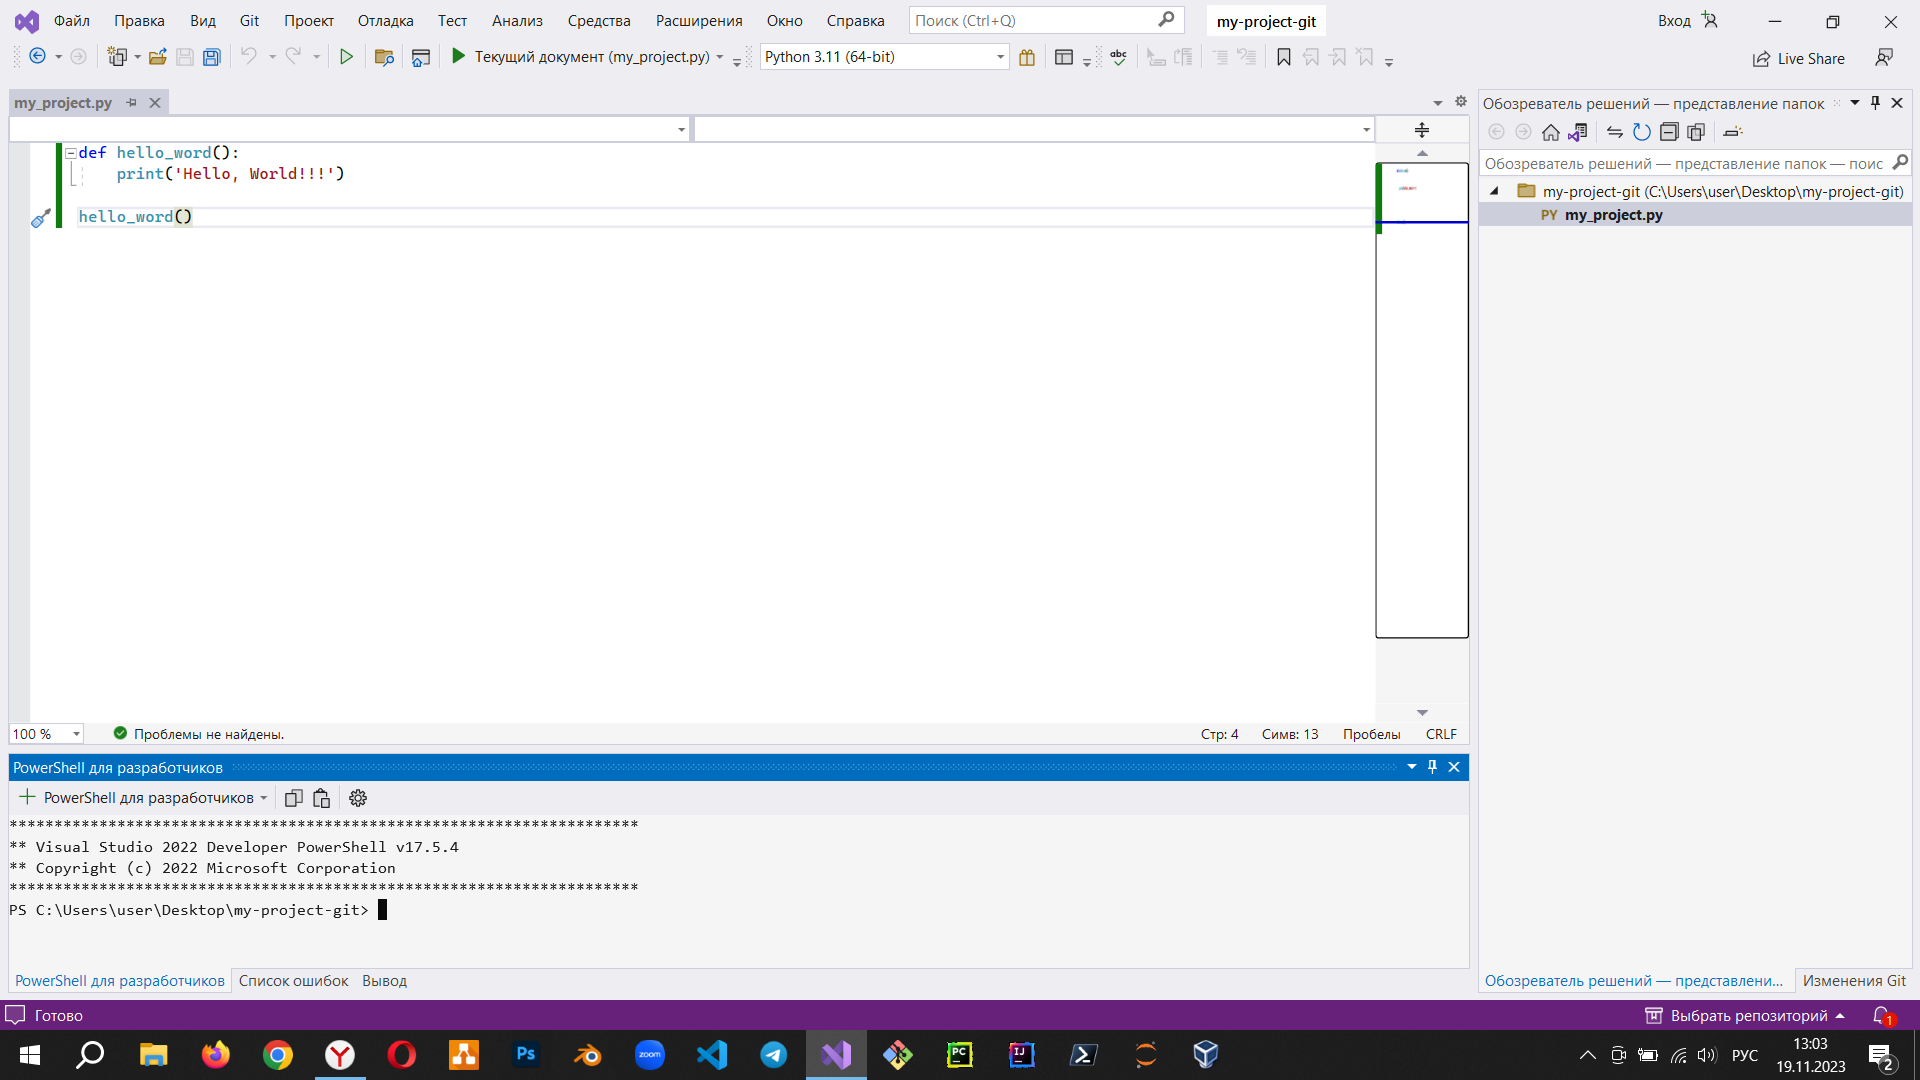 Файл Правка Вид Git Проект Отладка Тест Анализ Средства Расширения Окно Справка Поиск (Ctrl+Q) my-project-git Вход
Текущий документ (my_project.py) Python 3.11 (64-bit) abc Live Share
my_project.py
Обозреватель решений — представление папок
def hello_word():
print('Hello, World!!!')
hello_word()
Обозреватель решений — представление папок — поис
my-project-git (C:\Users\user\Desktop\my-project-git)
PY my_project.py
100 % Проблемы не найдены. Стр: 4 Симв: 13 Пробелы CRLF
PowerShell для разработчиков
PowerShell для разработчиков
**********************************************************************
** Visual Studio 2022 Developer PowerShell v17.5.4
** Copyright (c) 2022 Microsoft Corporation
**********************************************************************
PS C:\Users\user\Desktop\my-project-git>
PowerShell для разработчиков Список ошибок Вывод
Обозреватель решений — представлени... Изменения Git
Готово Выбрать репозиторий 1
Ps zoom PC IJ РУС 13:03
19.11.2023 2